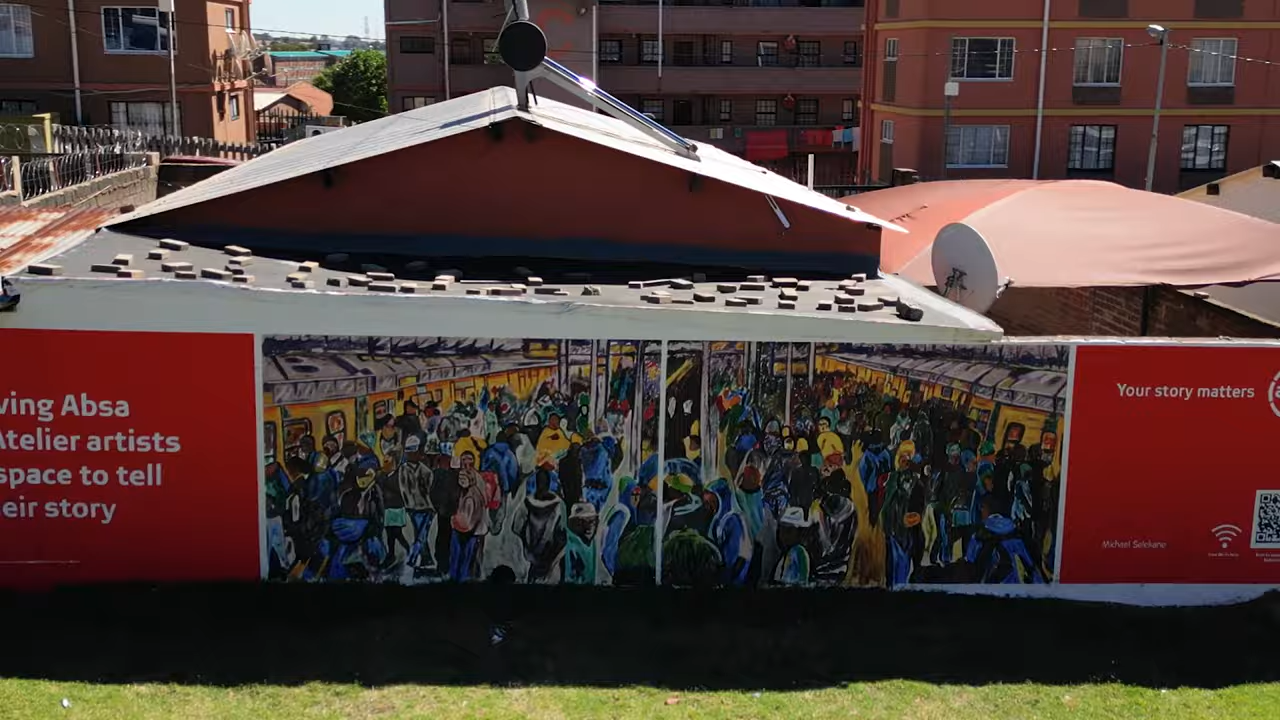 ving Absa
Atelier artists
space to tell
eir story
Your story matters
Michael Selekane